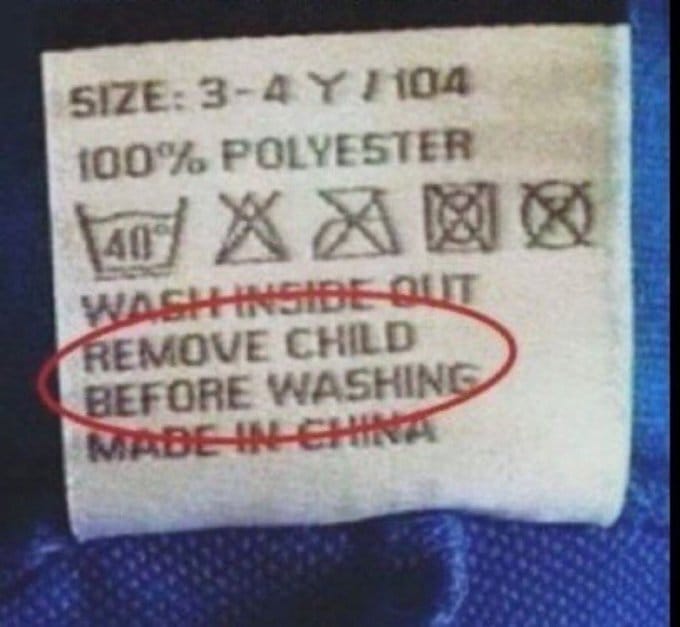 SIZE: 3-4 Y / 104
100% POLYESTER
40°
WASH INSIDE OUT
REMOVE CHILD
BEFORE WASHING
MADE IN CHINA